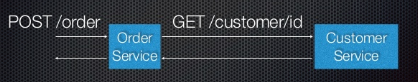 POST /order
GET /customer/id
Order
Service
Customer
Service